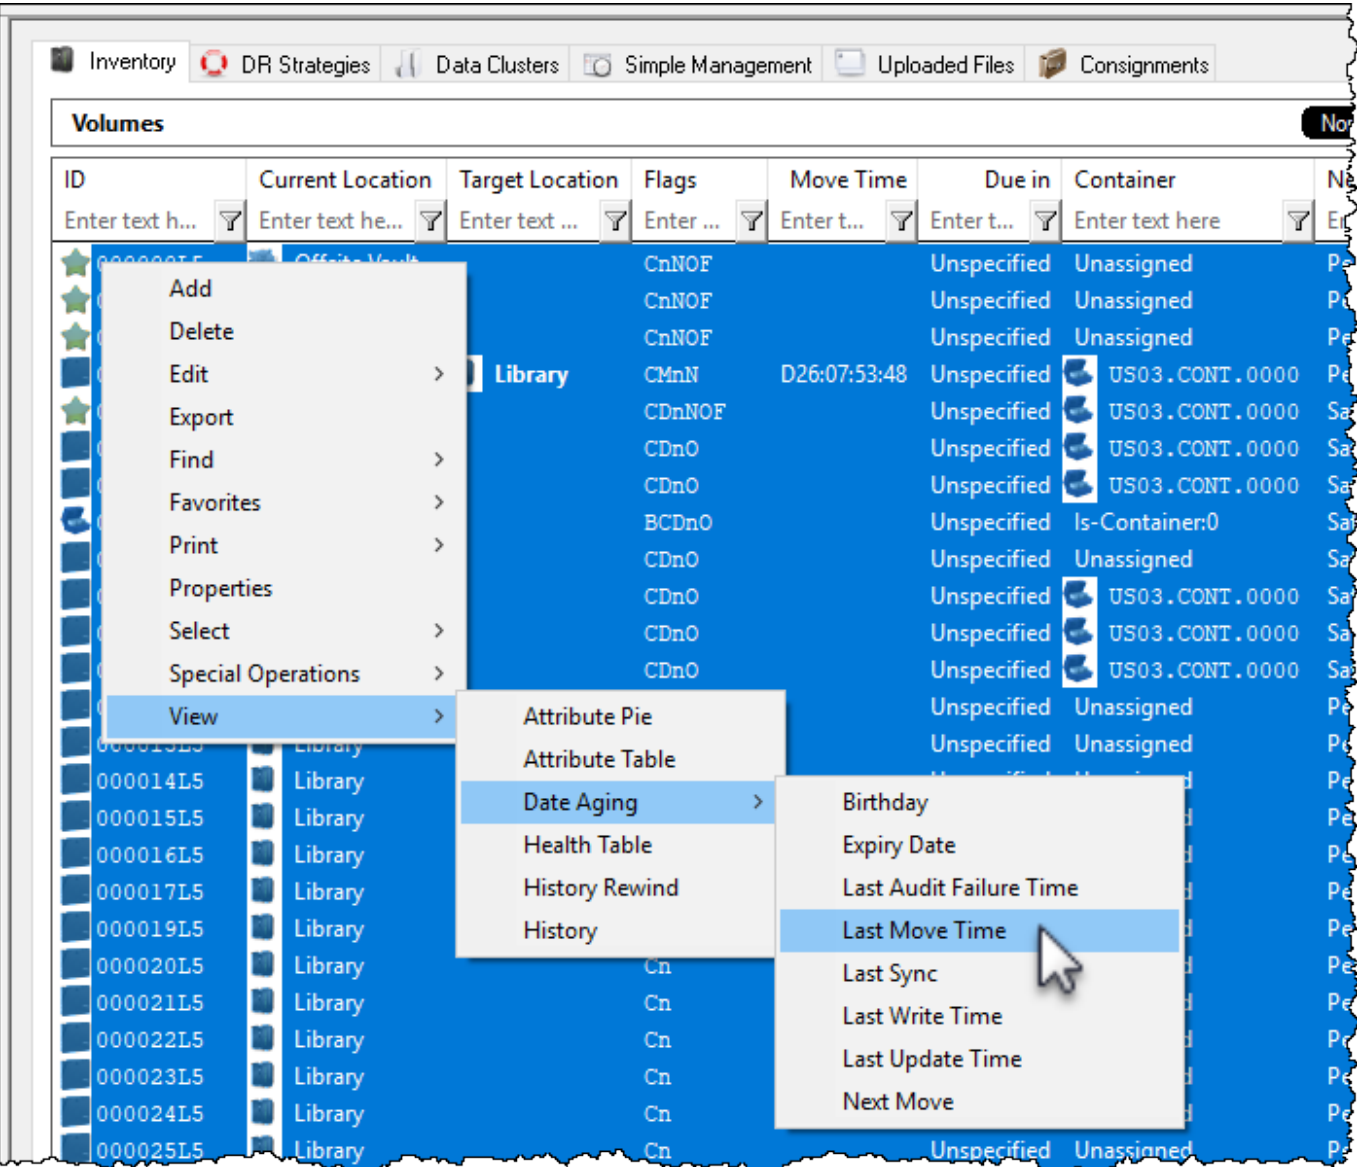 Inventory DR Strategies Data Clusters Simple Management Uploaded Files Consignments
Volumes
ID Current Location Target Location Flags Move Time Due in Container
Enter text h... Enter text he... Enter text ... Enter ... Enter t... Enter t... Enter text here
CnNOF Unspecified Unassigned
Add
CnNOF Unspecified Unassigned
Delete
CnNOF Unspecified Unassigned
Edit Library CMnN D26:07:53:48 Unspecified US03.CONT.0000
Export CDnNOF Unspecified US03.CONT.0000
Find CDnO Unspecified US03.CONT.0000
Favorites CDnO Unspecified US03.CONT.0000
BCDnO Unspecified Is-Container:0
Print CDnO Unspecified Unassigned
Properties CDnO Unspecified US03.CONT.0000
Select CDnO Unspecified US03.CONT.0000
Special Operations CDnO Unspecified US03.CONT.0000
View Attribute Pie Unspecified Unassigned
Library Attribute Table Unspecified Unassigned
000014L5 Library
Date Aging Birthday
000015L5 Library
000016L5 Library Health Table Expiry Date
000017L5 Library History Rewind Last Audit Failure Time
000019L5 Library History Last Move Time
000020L5 Library Cn Last Sync
000021L5 Library Cn Last Write Time
000022L5 Library Cn Last Update Time
000023L5 Library Cn
Next Move
000024L5 Library Cn
000025L5 Library Cn Unspecified Unassigned